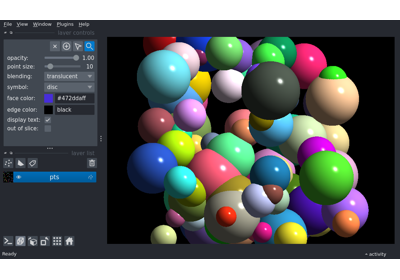 File View Window Plugins Help
layer controls
opacity: 1.00
point size: 10
blending: translucent
symbol: disc
face color: #472ddaff
edge color: black
display text:
out of slice:
layer list
pts
Ready
activity